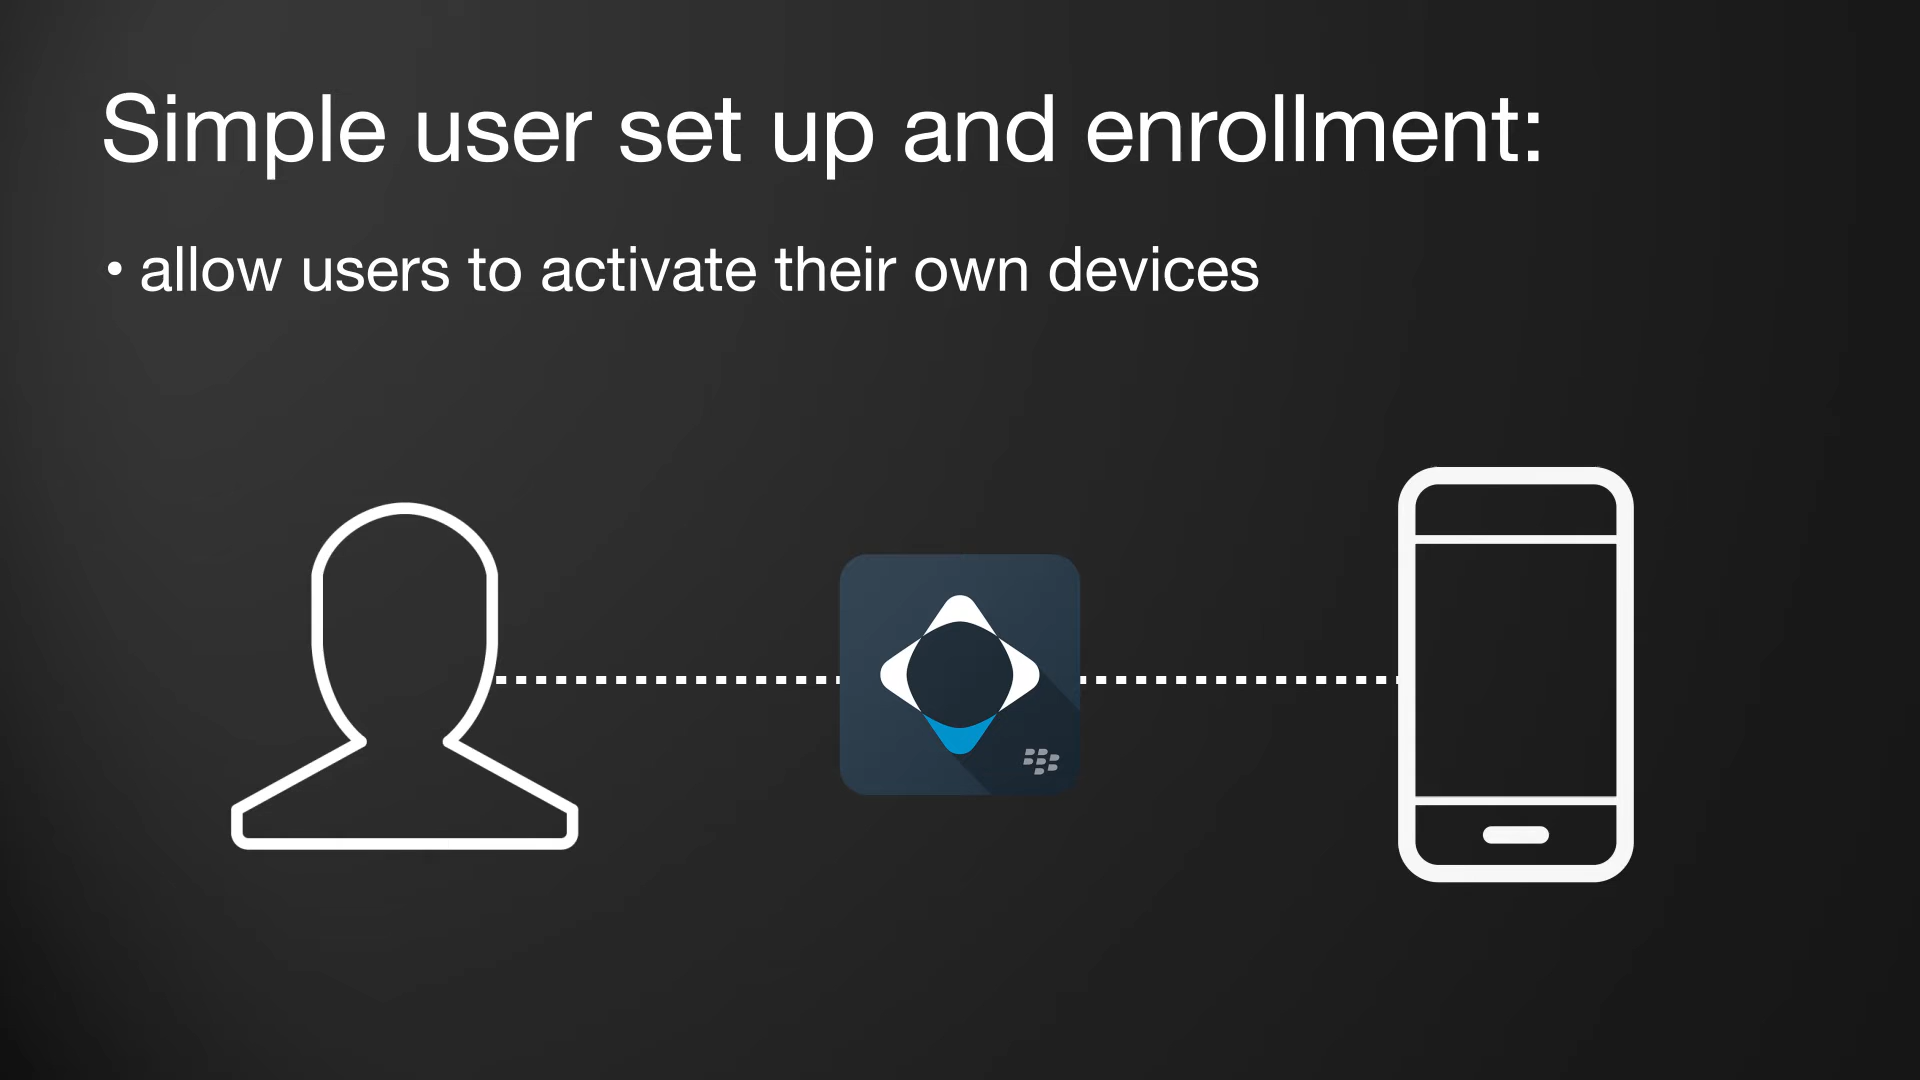 Simple user set up and enrollment:
• allow users to activate their own devices